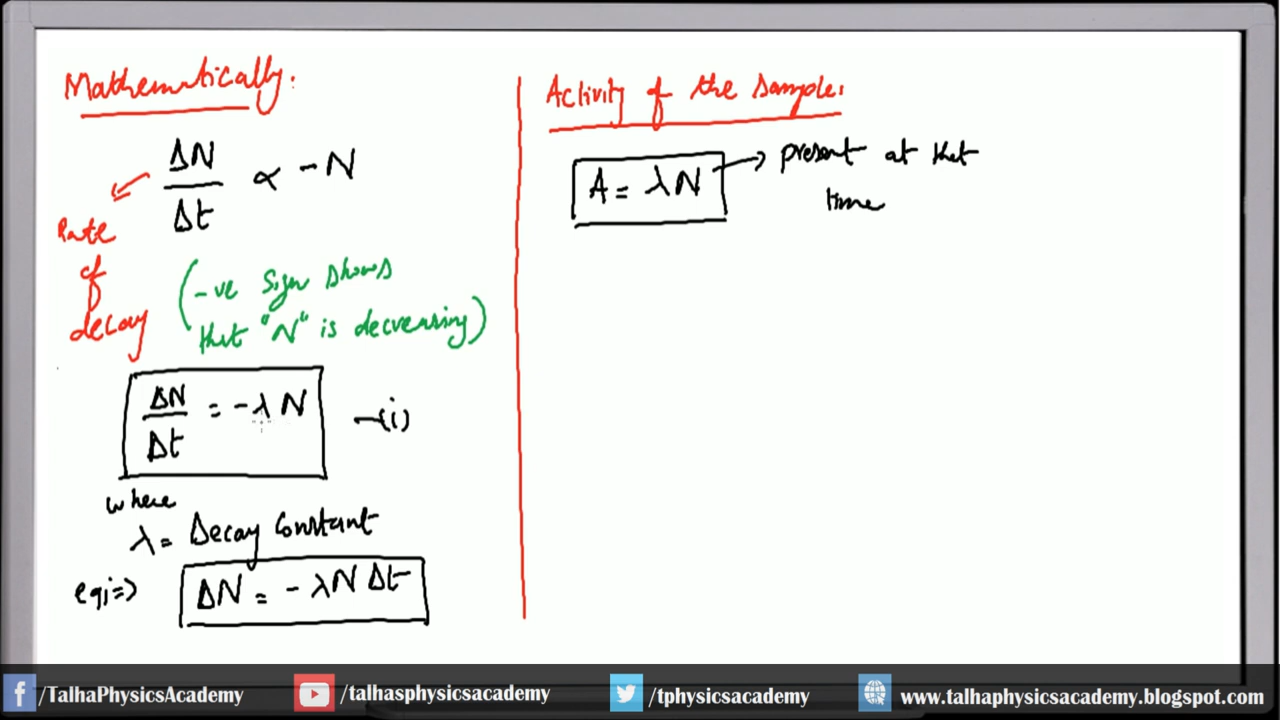 Mathematically:
ΔN/Δt ∝ -N
Rate
of
decay
(-ve Sign shows
that "N" is decreasing)
ΔN/Δt = -λN —(i)
where
λ = Decay Constant
eqi=>
ΔN = -λNΔt
Activity of the Sample:
A = λN → present at that
time
/TalhaPhysicsAcademy
/talhasphysicsacademy
/tphysicsacademy
www.talhaphysicsacademy.blogspot.com